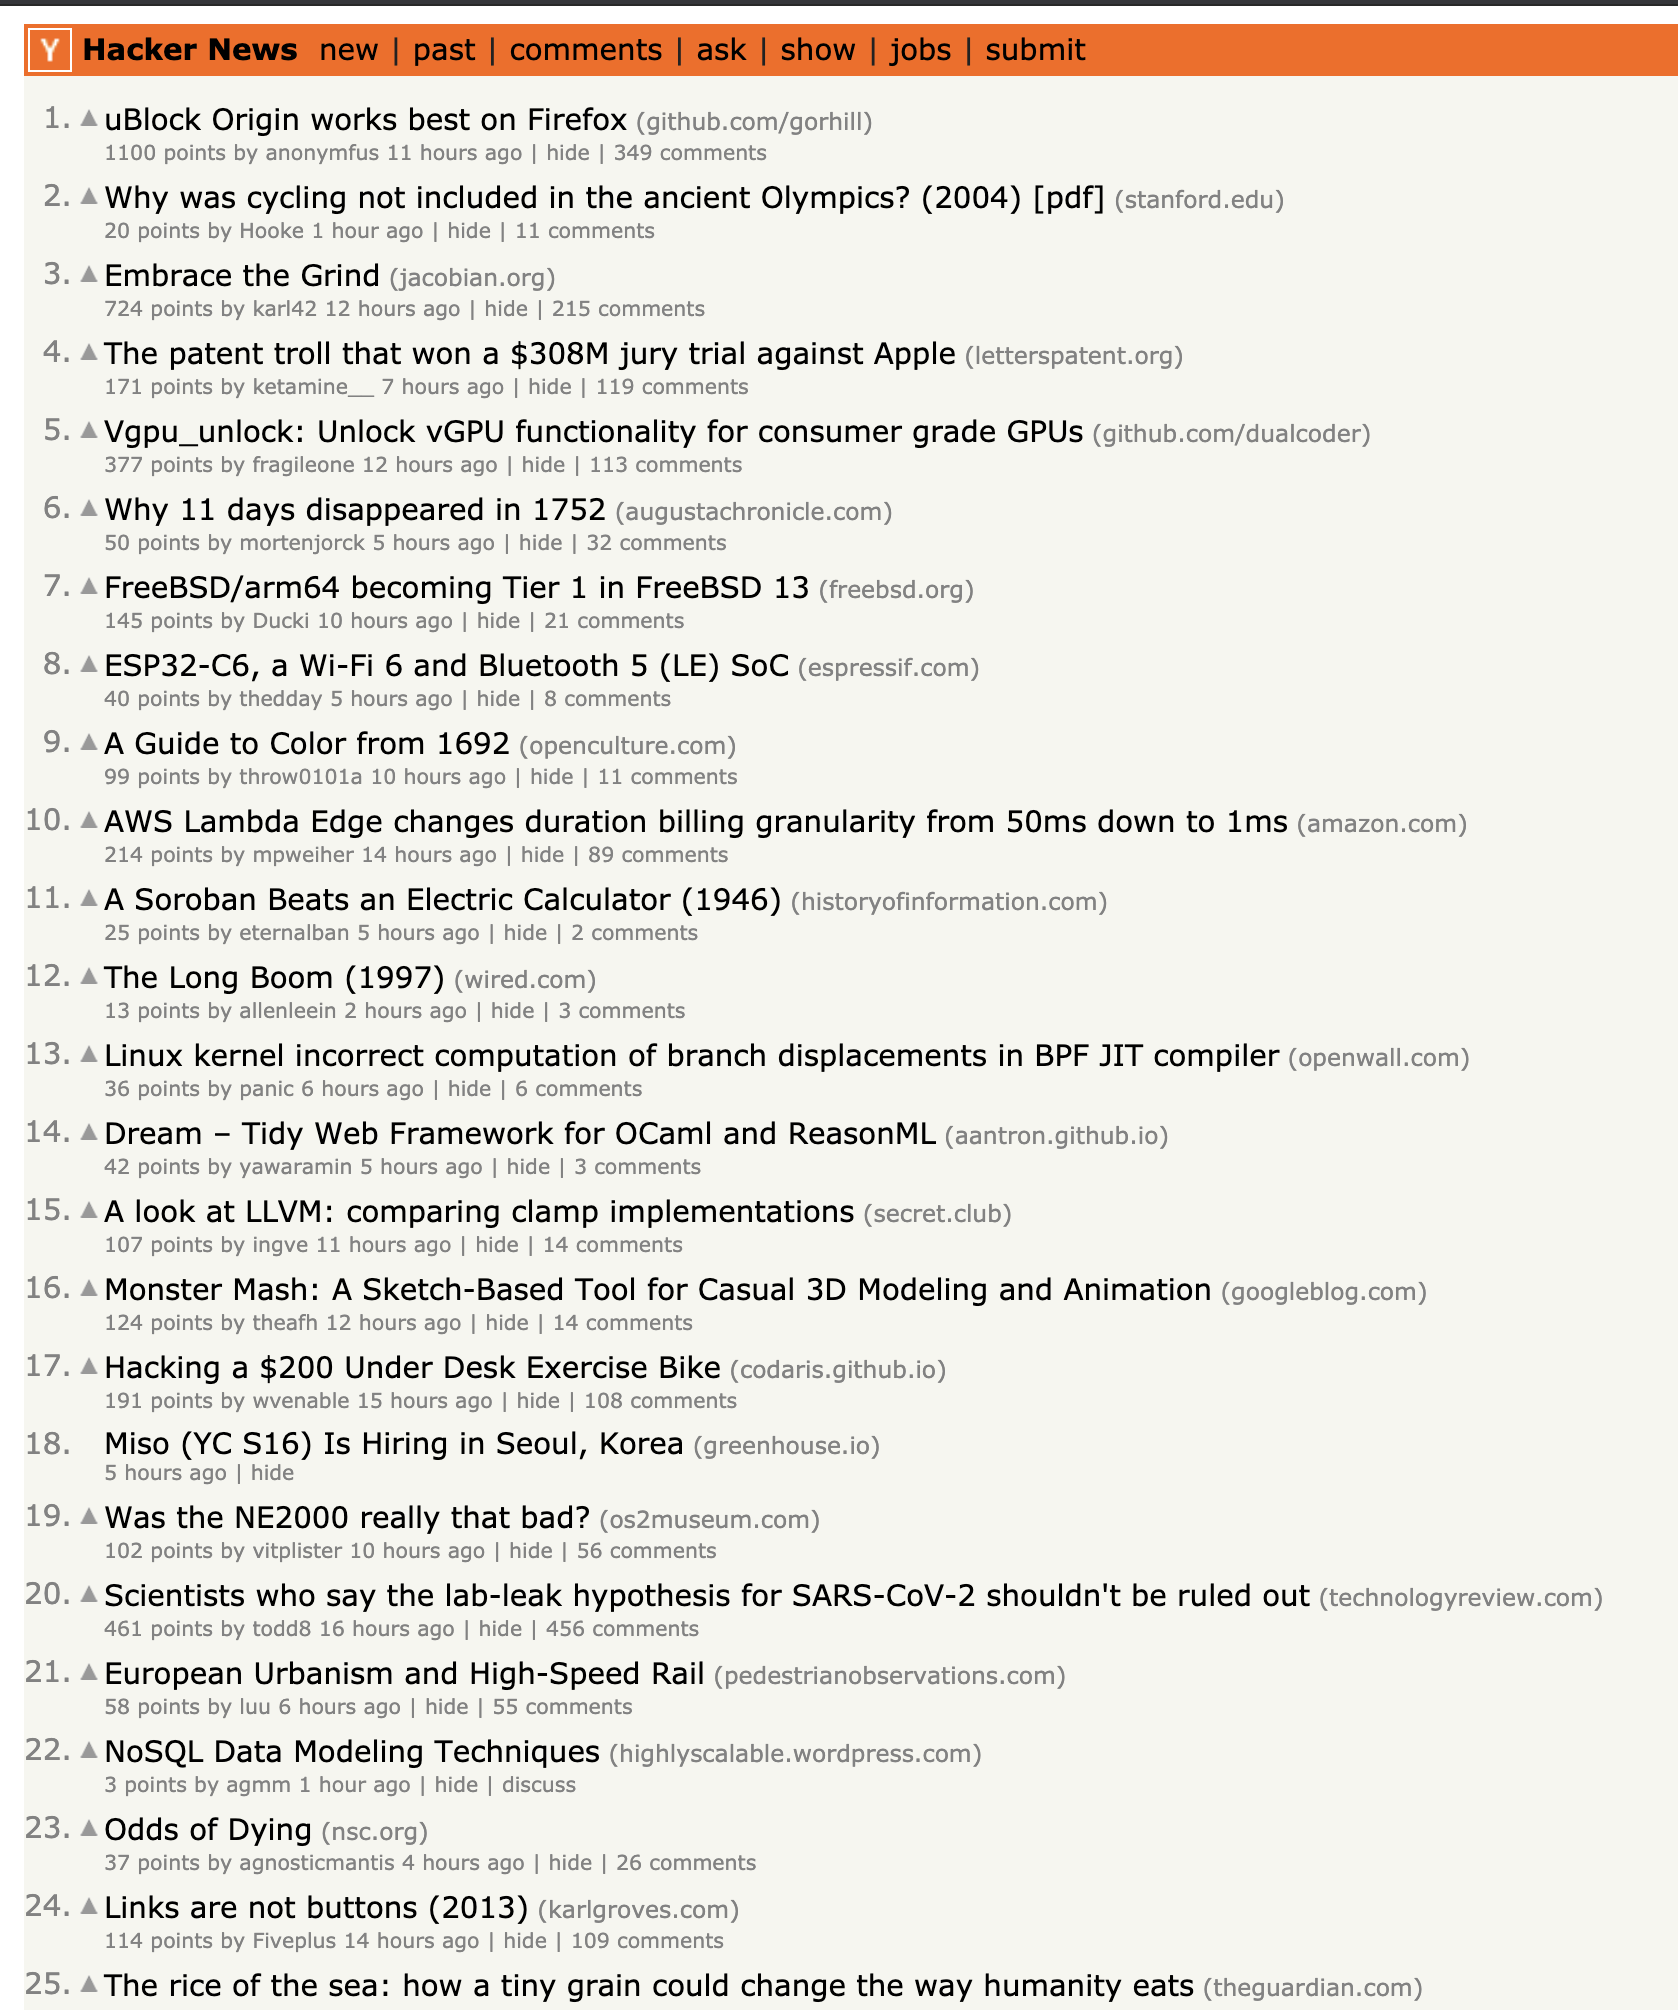 Y Hacker News new | past | comments | ask | show | jobs | submit
1. uBlock Origin works best on Firefox (github.com/gorhill)
1100 points by anonymfus 11 hours ago | hide | 349 comments
2. Why was cycling not included in the ancient Olympics? (2004) [pdf] (stanford.edu)
20 points by Hooke 1 hour ago | hide | 11 comments
3. Embrace the Grind (jacobian.org)
724 points by karl42 12 hours ago | hide | 215 comments
4. The patent troll that won a $308M jury trial against Apple (letterspatent.org)
171 points by ketamine__ 7 hours ago | hide | 119 comments
5. Vgpu_unlock: Unlock vGPU functionality for consumer grade GPUs (github.com/dualcoder)
377 points by fragileone 12 hours ago | hide | 113 comments
6. Why 11 days disappeared in 1752 (augustachronicle.com)
50 points by mortenjorck 5 hours ago | hide | 32 comments
7. FreeBSD/arm64 becoming Tier 1 in FreeBSD 13 (freebsd.org)
145 points by Ducki 10 hours ago | hide | 21 comments
8. ESP32-C6, a Wi-Fi 6 and Bluetooth 5 (LE) SoC (espressif.com)
40 points by thedday 5 hours ago | hide | 8 comments
9. A Guide to Color from 1692 (openculture.com)
99 points by throw0101a 10 hours ago | hide | 11 comments
10. AWS Lambda Edge changes duration billing granularity from 50ms down to 1ms (amazon.com)
214 points by mpweiher 14 hours ago | hide | 89 comments
11. A Soroban Beats an Electric Calculator (1946) (historyofinformation.com)
25 points by eternalban 5 hours ago | hide | 2 comments
12. The Long Boom (1997) (wired.com)
13 points by allenleein 2 hours ago | hide | 3 comments
13. Linux kernel incorrect computation of branch displacements in BPF JIT compiler (openwall.com)
36 points by panic 6 hours ago | hide | 6 comments
14. Dream – Tidy Web Framework for OCaml and ReasonML (aantron.github.io)
42 points by yawaramin 5 hours ago | hide | 3 comments
15. A look at LLVM: comparing clamp implementations (secret.club)
107 points by ingve 11 hours ago | hide | 14 comments
16. Monster Mash: A Sketch-Based Tool for Casual 3D Modeling and Animation (googleblog.com)
124 points by theafh 12 hours ago | hide | 14 comments
17. Hacking a $200 Under Desk Exercise Bike (codaris.github.io)
191 points by wvenable 15 hours ago | hide | 108 comments
18. Miso (YC S16) Is Hiring in Seoul, Korea (greenhouse.io)
5 hours ago | hide
19. Was the NE2000 really that bad? (os2museum.com)
102 points by vitplister 10 hours ago | hide | 56 comments
20. Scientists who say the lab-leak hypothesis for SARS-CoV-2 shouldn't be ruled out (technologyreview.com)
461 points by todd8 16 hours ago | hide | 456 comments
21. European Urbanism and High-Speed Rail (pedestrianobservations.com)
58 points by luu 6 hours ago | hide | 55 comments
22. NoSQL Data Modeling Techniques (highlyscalable.wordpress.com)
3 points by agmm 1 hour ago | hide | discuss
23. Odds of Dying (nsc.org)
37 points by agnosticmantis 4 hours ago | hide | 26 comments
24. Links are not buttons (2013) (karlgroves.com)
114 points by Fiveplus 14 hours ago | hide | 109 comments
25. The rice of the sea: how a tiny grain could change the way humanity eats (theguardian.com)